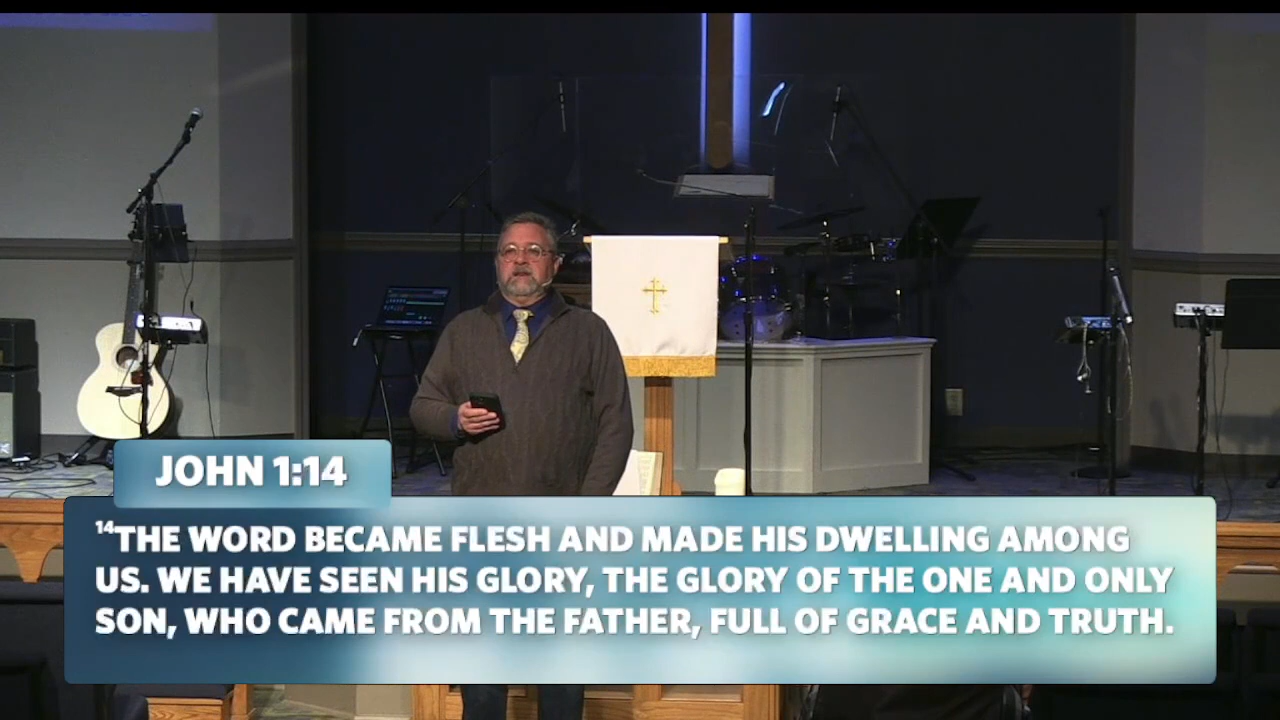 JOHN 1:14
¹⁴THE WORD BECAME FLESH AND MADE HIS DWELLING AMONG
US. WE HAVE SEEN HIS GLORY, THE GLORY OF THE ONE AND ONLY
SON, WHO CAME FROM THE FATHER, FULL OF GRACE AND TRUTH.